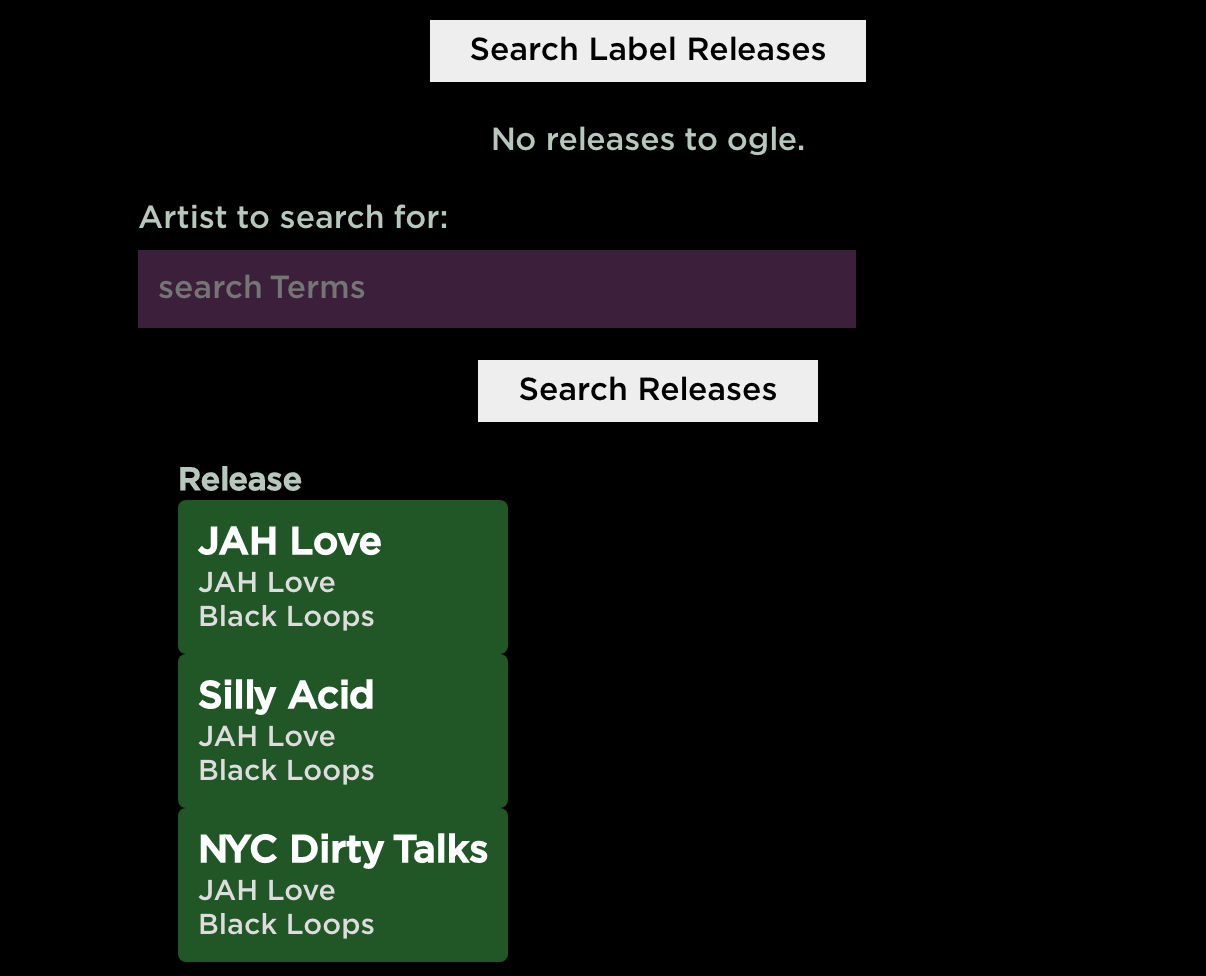 Search Label Releases
No releases to ogle.
Artist to search for:
search Terms
Search Releases
Release
JAH Love
JAH Love
Black Loops
Silly Acid
JAH Love
Black Loops
NYC Dirty Talks
JAH Love
Black Loops